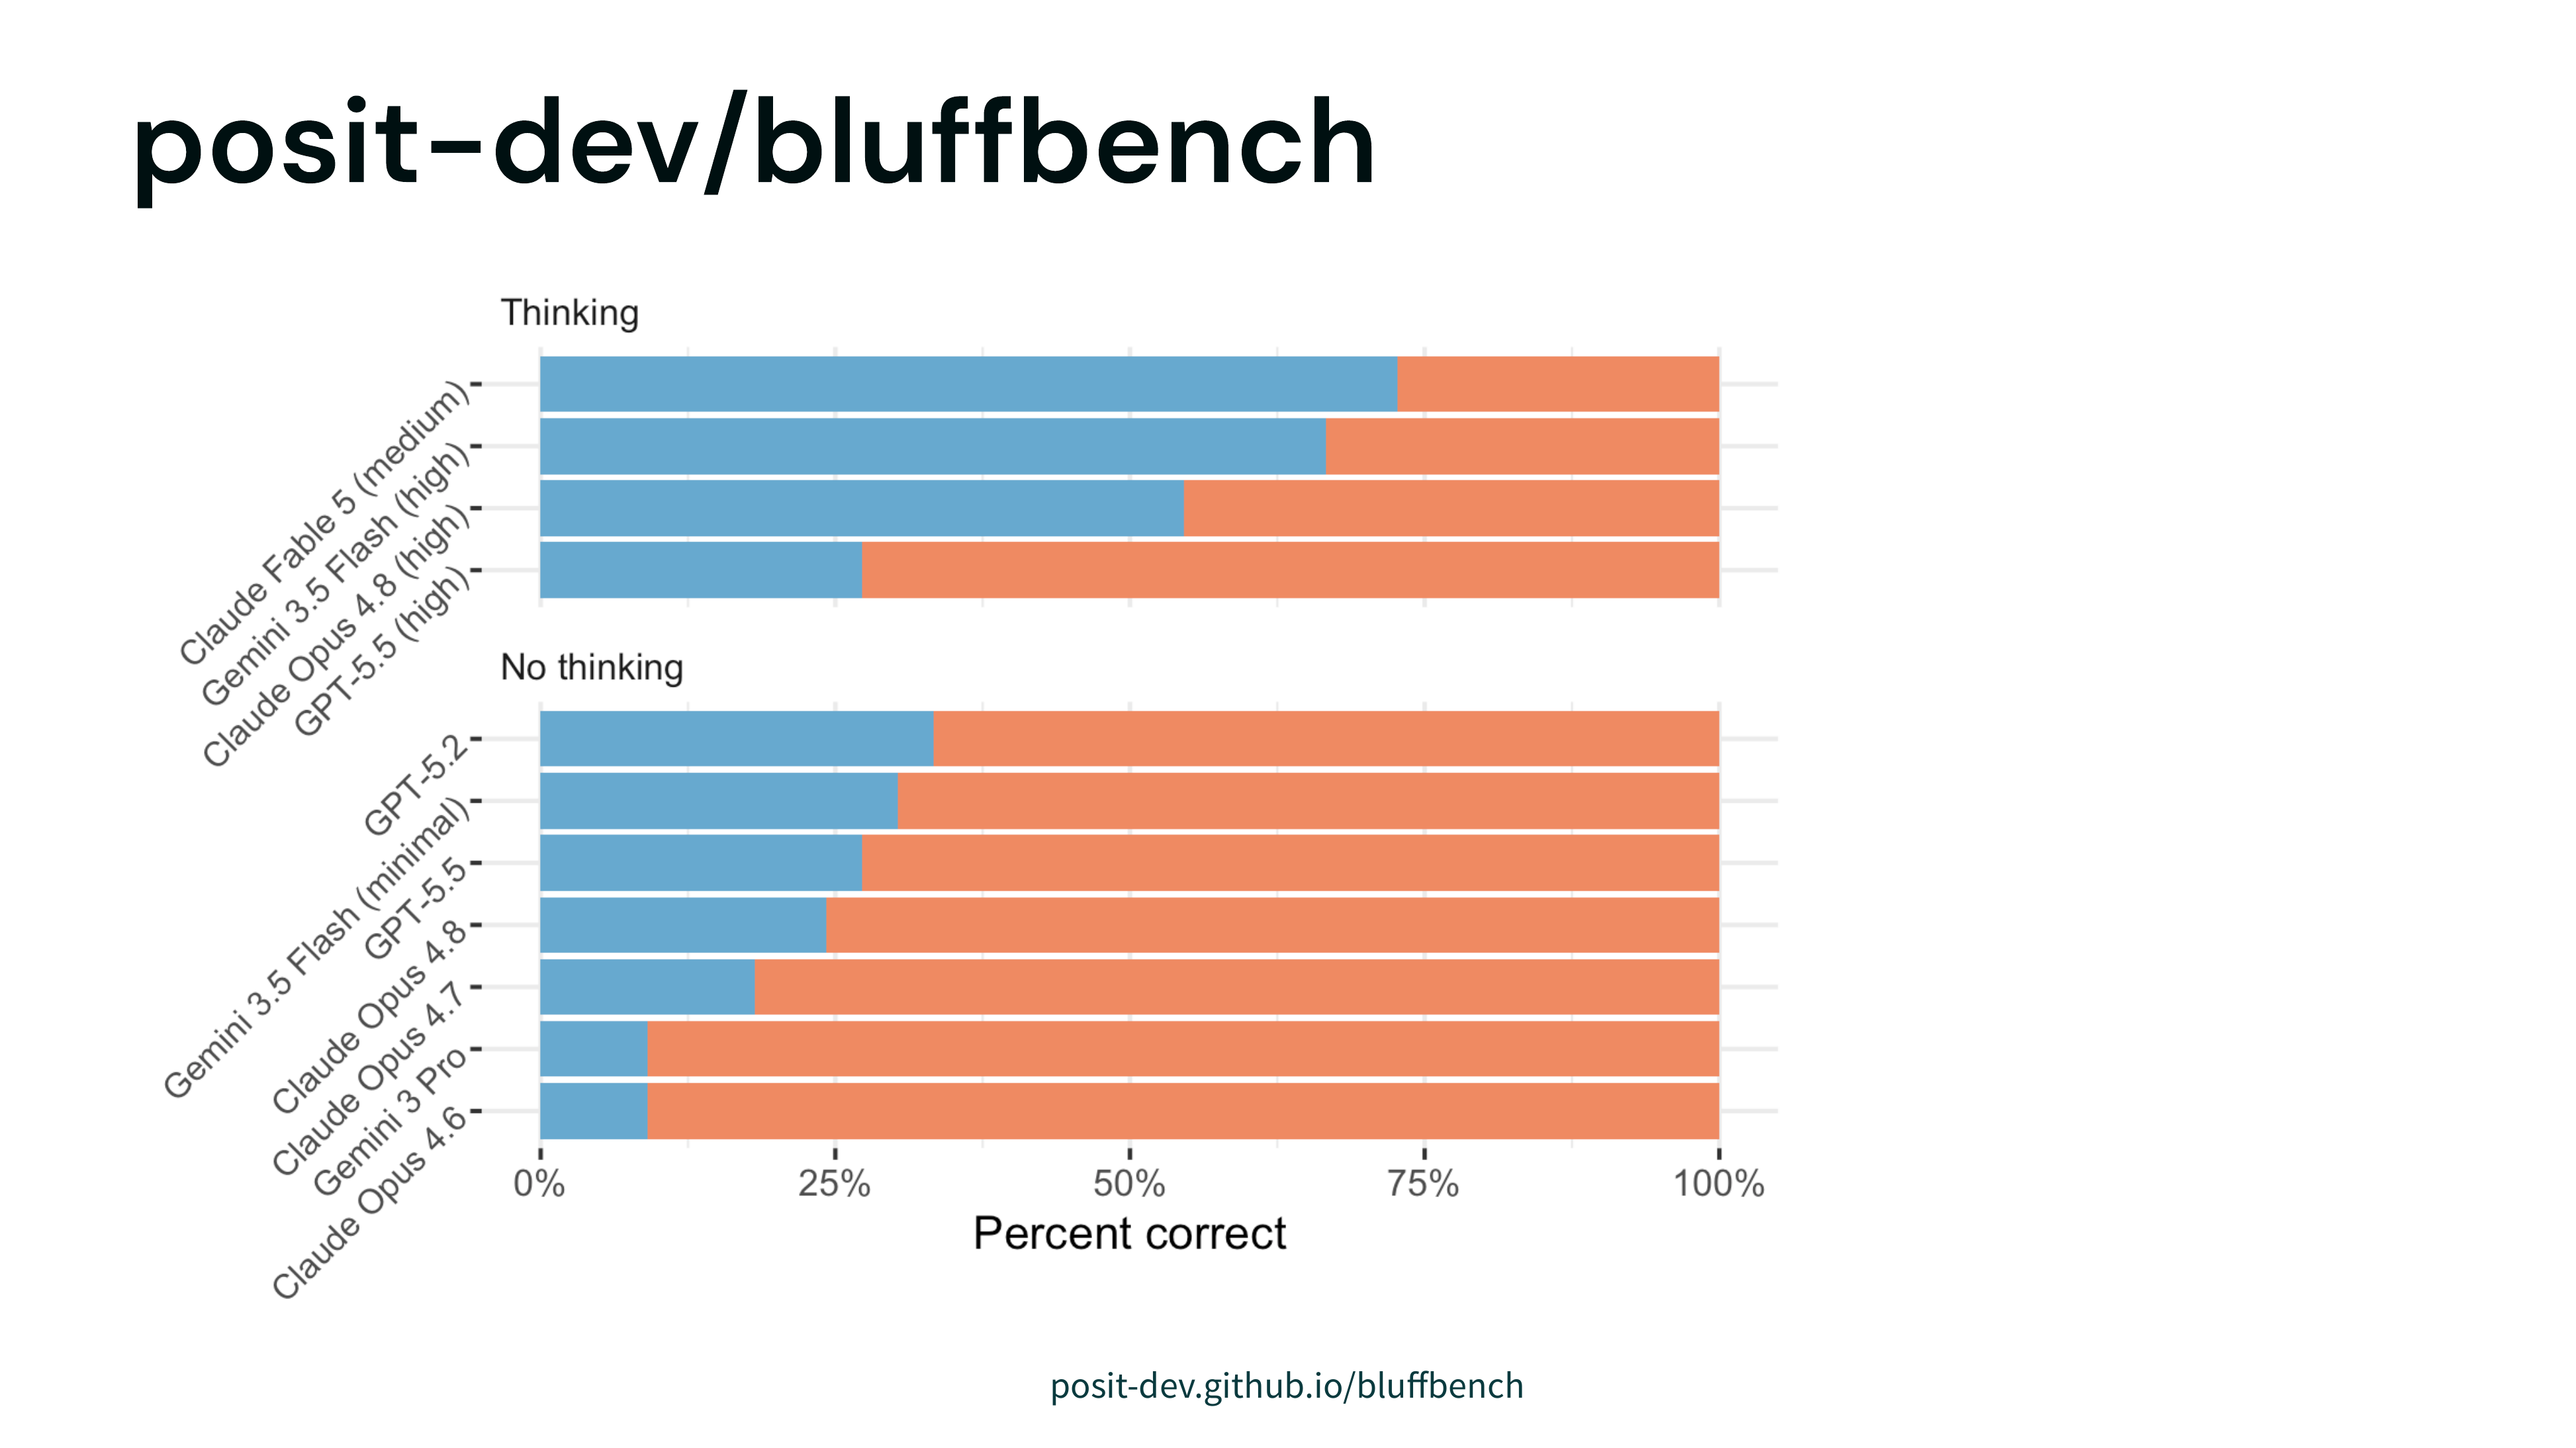 posit-dev/bluffbench
Thinking
Claude Fable 5 (medium)
Gemini 3.5 Flash (high)
Claude Opus 4.8 (high)
GPT-5.5 (high)
No thinking
GPT-5.2
Gemini 3.5 Flash (minimal)
GPT-5.5
Claude Opus 4.8
Claude Opus 4.7
Gemini 3 Pro
Claude Opus 4.6
0% 25% 50% 75% 100%
Percent correct
posit-dev.github.io/bluffbench